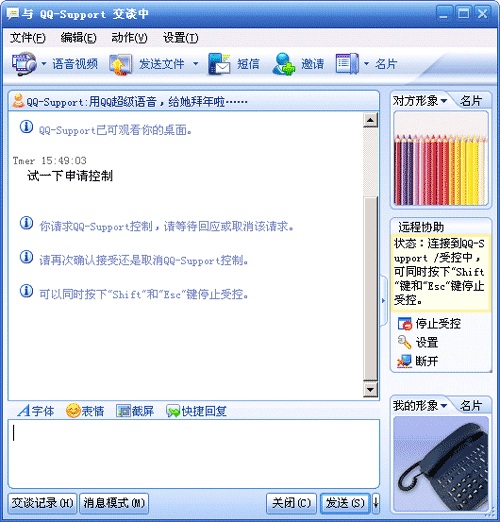 与 QQ-Support 交谈中
文件(F) 编辑(E) 动作(V) 设置(I)
语音视频 发送文件 短信 邀请 名片
QQ-Support:用QQ超级语音，给她拜年啦……
QQ-Support已可观看你的桌面。
Tmer 15:49:03
试一下申请控制
你请求QQ-Support控制，请等待回应或取消该请求。
请再次确认接受还是取消QQ-Support控制。
可以同时按下"Shift"和"Esc"键停止受控。
A字体 表情 截屏 快捷回复
交谈记录(H) 消息模式(M) 关闭(C) 发送(S)
对方形象 名片
远程协助
状态：连接到QQ-S
upport /受控中，
可同时按下"Shift
"键和"Esc"键停止
受控。
停止受控
设置
断开
我的形象 名片